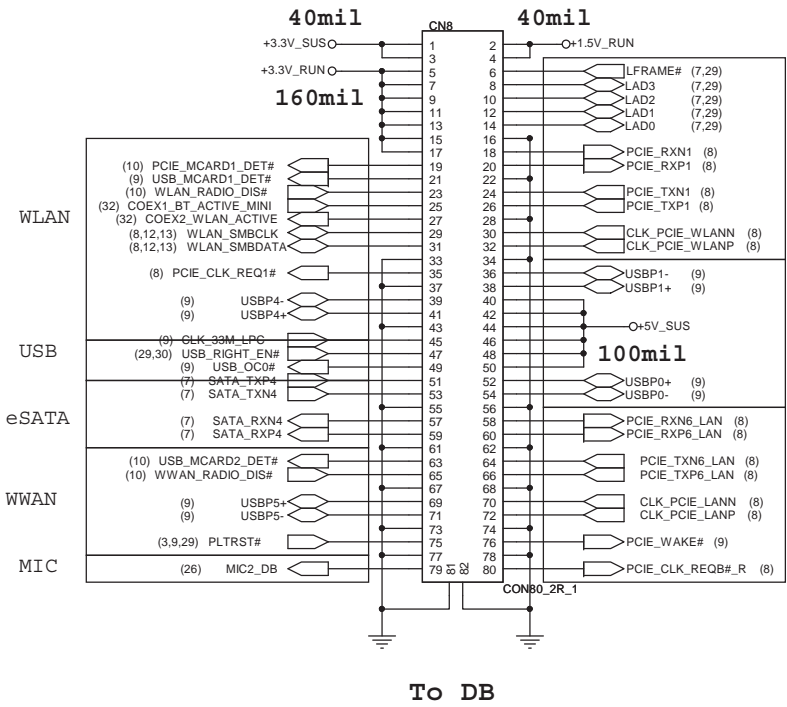 40mil
CN8
40mil
+3.3V_SUS 1 2 +1.5V_RUN
3 4
+3.3V_RUN 5 6 LFRAME# (7,29)
7 8 LAD3 (7,29)
160mil
9 10 LAD2 (7,29)
11 12 LAD1 (7,29)
13 14 LAD0 (7,29)
15 16
17 18 PCIE_RXN1 (8)
(10) PCIE_MCARD1_DET# 19 20 PCIE_RXP1 (8)
(9) USB_MCARD1_DET# 21 22
(10) WLAN_RADIO_DIS# 23 24 PCIE_TXN1 (8)
(32) COEX1_BT_ACTIVE_MINI 25 26 PCIE_TXP1 (8)
WLAN
(32) COEX2_WLAN_ACTIVE 27 28
(8,12,13) WLAN_SMBCLK 29 30 CLK_PCIE_WLANN (8)
(8,12,13) WLAN_SMBDATA 31 32 CLK_PCIE_WLANP (8)
33 34
(8) PCIE_CLK_REQ1# 35 36 USBP1- (9)
37 38 USBP1+ (9)
(9) USBP4- 39 40
(9) USBP4+ 41 42
43 44 +5V_SUS
(9) CLK_33M_LPC 45 46
USB
(29,30) USB_RIGHT_EN# 47 48
100mil
(9) USB_OC0# 49 50
(7) SATA_TXP4 51 52 USBP0+ (9)
(7) SATA_TXN4 53 54 USBP0- (9)
55 56
eSATA
(7) SATA_RXN4 57 58 PCIE_RXN6_LAN (8)
(7) SATA_RXP4 59 60 PCIE_RXP6_LAN (8)
61 62
(10) USB_MCARD2_DET# 63 64 PCIE_TXN6_LAN (8)
(10) WWAN_RADIO_DIS# 65 66 PCIE_TXP6_LAN (8)
67 68
WWAN
(9) USBP5+ 69 70 CLK_PCIE_LANN (8)
(9) USBP5- 71 72 CLK_PCIE_LANP (8)
73 74
(3,9,29) PLTRST# 75 76 PCIE_WAKE# (9)
77 78
MIC
(26) MIC2_DB 79 81 82 80 PCIE_CLK_REQB#_R (8)
CON80_2R_1
To DB